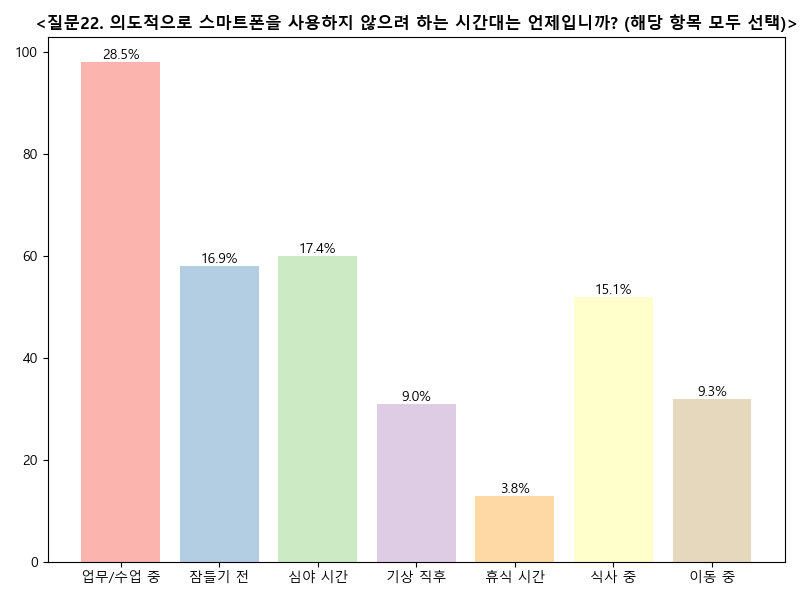 <질문22. 의도적으로 스마트폰을 사용하지 않으려 하는 시간대는 언제입니까? (해당 항목 모두 선택)>
100
80
60
40
20
0
28.5%
16.9%
17.4%
9.0%
3.8%
15.1%
9.3%
업무/수업 중
잠들기 전
심야 시간
기상 직후
휴식 시간
식사 중
이동 중